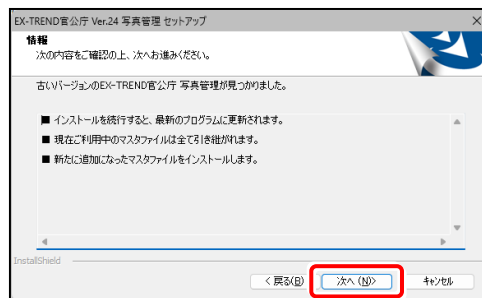 EX-TREND官公庁 Ver.24 写真管理 セットアップ
情報
次の内容をご確認の上、次へお進みください。
古いバージョンのEX-TREND官公庁 写真管理が見つかりました。
■ インストールを続行すると、最新のプログラムに更新されます。
■ 現在ご利用中のマスタファイルは全て引き継がれます。
■ 新たに追加になったマスタファイルをインストールします。
InstallShield
< 戻る(B)
次へ (N)>
キャンセル